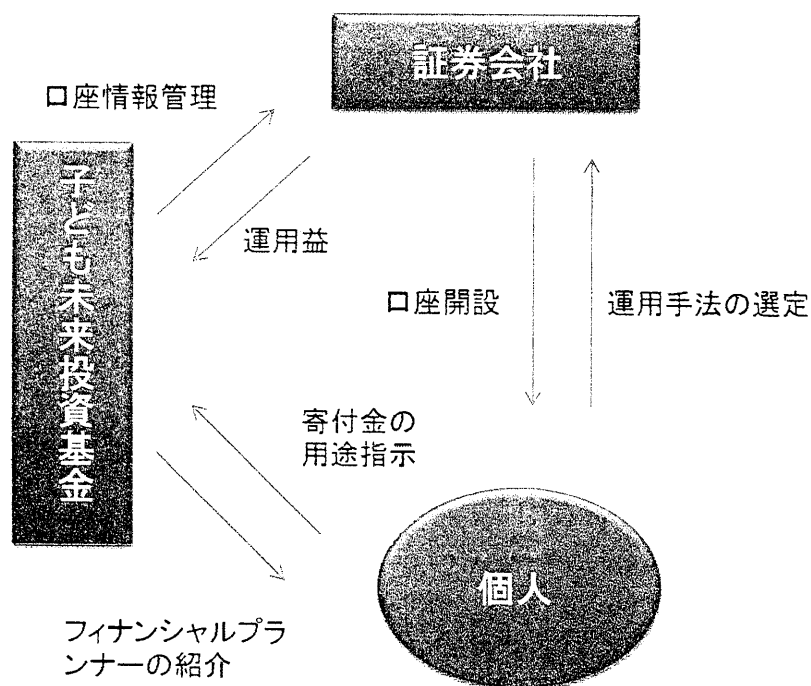 証券会社
口座情報管理
子ども未来投資基金
運用益
口座開設
運用手法の選定
寄付金の
用途指示
個人
フィナンシャルプラ
ンナーの紹介